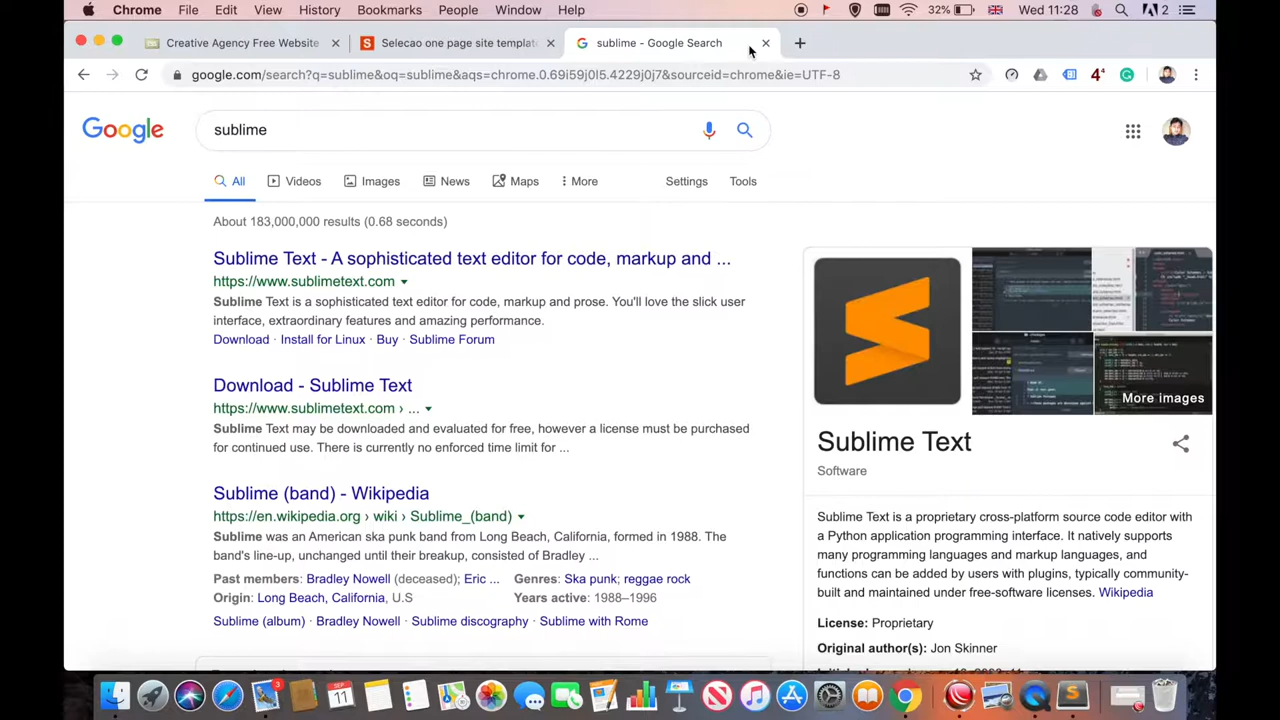 Chrome File Edit View History Bookmarks People Window Help 32% Wed 11:28 2
Creative Agency Free Website Selecao one page site template sublime - Google Search
google.com/search?q=sublime&oq=sublime&aqs=chrome.0.69i59j0l5.4229j0j7&sourceid=chrome&ie=UTF-8
Google sublime
All Videos Images News Maps More Settings Tools
About 183,000,000 results (0.68 seconds)
Sublime Text - A sophisticated text editor for code, markup and ...
https://www.sublimetext.com
Sublime Text is a sophisticated text editor for code, markup and prose. You'll love the slick user
interface, extraordinary features and amazing performance.
Download · Install for Linux · Buy · Sublime Forum
Download - Sublime Text
https://www.sublimetext.com
Sublime Text may be downloaded and evaluated for free, however a license must be purchased
for continued use. There is currently no enforced time limit for ...
Sublime (band) - Wikipedia
https://en.wikipedia.org › wiki › Sublime_(band)
Sublime was an American ska punk band from Long Beach, California, formed in 1988. The
band's line-up, unchanged until their breakup, consisted of Bradley ...
Past members: Bradley Nowell (deceased); Eric ... Genres: Ska punk; reggae rock
Origin: Long Beach, California, U.S Years active: 1988–1996
Sublime (album) · Bradley Nowell · Sublime discography · Sublime with Rome
More images
Sublime Text
Software
Sublime Text is a proprietary cross-platform source code editor with
a Python application programming interface. It natively supports
many programming languages and markup languages, and
functions can be added by users with plugins, typically community-
built and maintained under free-software licenses. Wikipedia
License: Proprietary
Original author(s): Jon Skinner